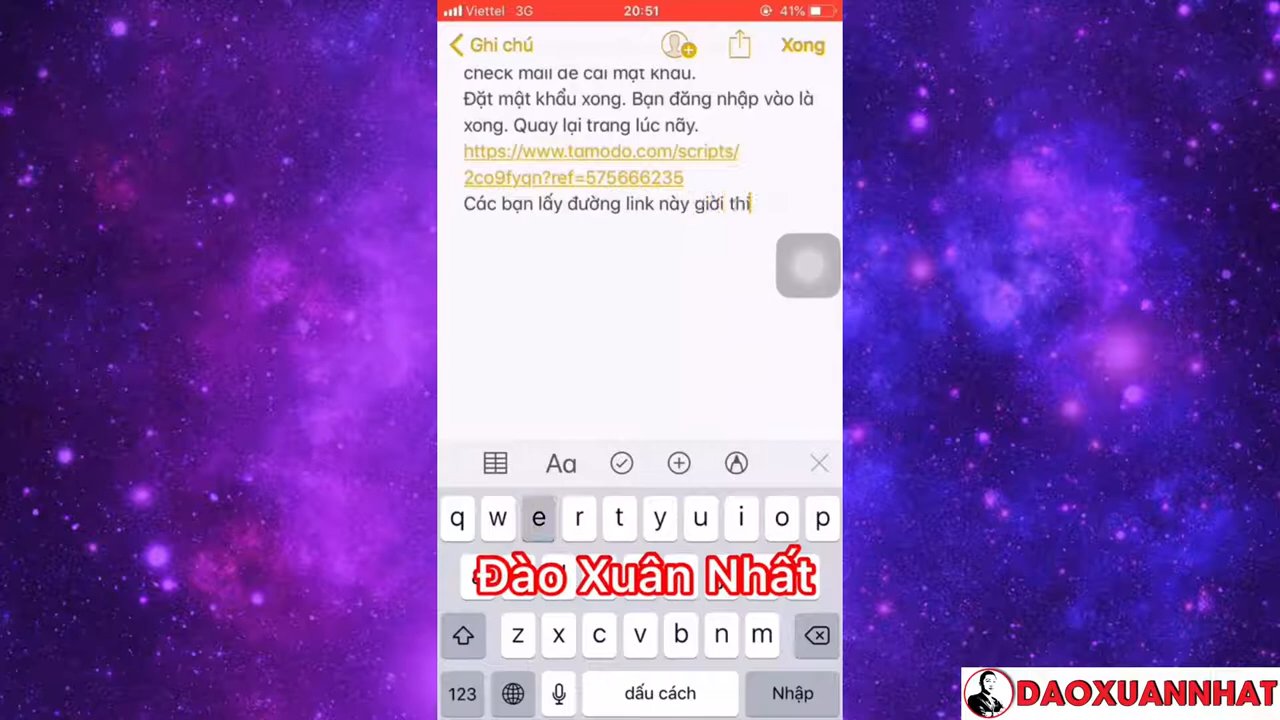 Viettel 3G 20:51 41%
Ghi chú Xong
check mail để cài mật khẩu.
Đặt mật khẩu xong. Bạn đăng nhập vào là
xong. Quay lại trang lúc nãy.
https://www.tamodo.com/scripts/
2co9fyqn?ref=575666235
Các bạn lấy đường link này giời thi
Aa
q w e r t y u i o p
Đào Xuân Nhất
z x c v b n m
123 dấu cách Nhập
DAOXUANNHAT